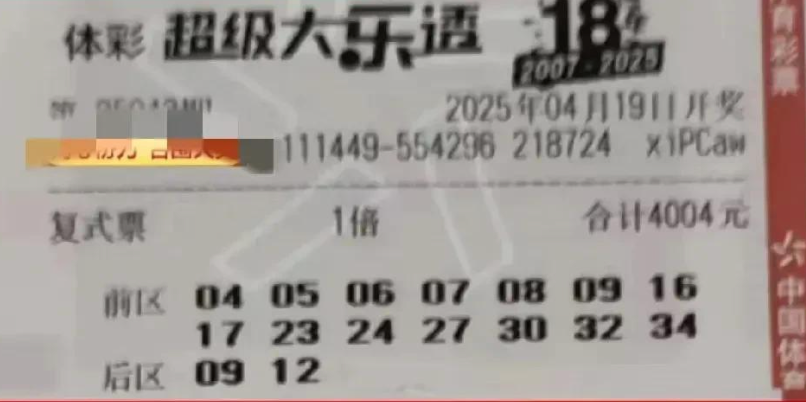 体彩 超级大乐透 18年
2007-2025
2025年04月19日开奖
111449-554296 218724 xiPCaw
复式票 1倍 合计4004元
前区 04 05 06 07 08 09 16
17 23 24 27 30 32 34
后区 09 12
育彩票
中国体育